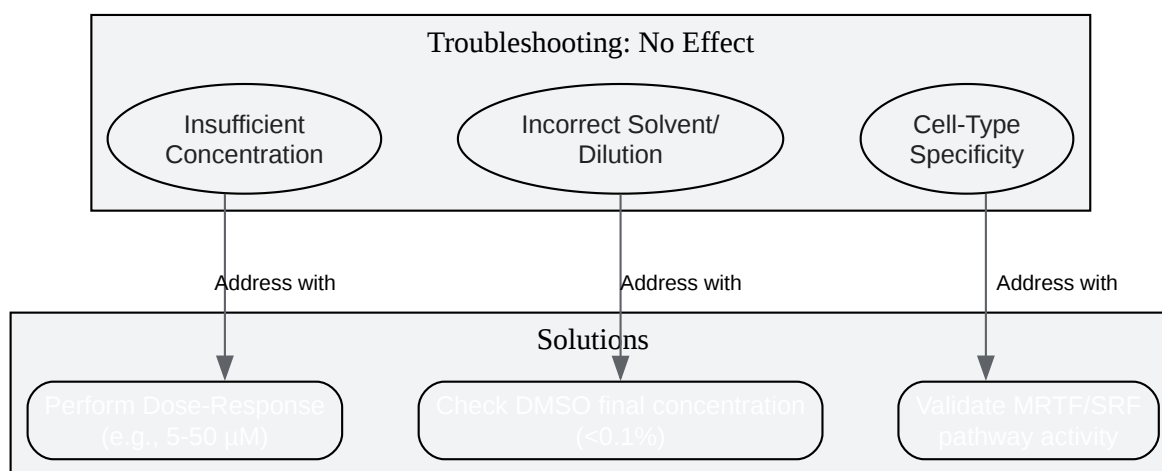 Troubleshooting: No Effect
Insufficient
Concentration
Incorrect Solvent/
Dilution
Cell-Type
Specificity
Address with
Address with
Address with
Solutions
Perform Dose-Response
(e.g., 5-50 µM)
Check DMSO final concentration
(<0.1%)
Validate MRTF/SRF
pathway activity